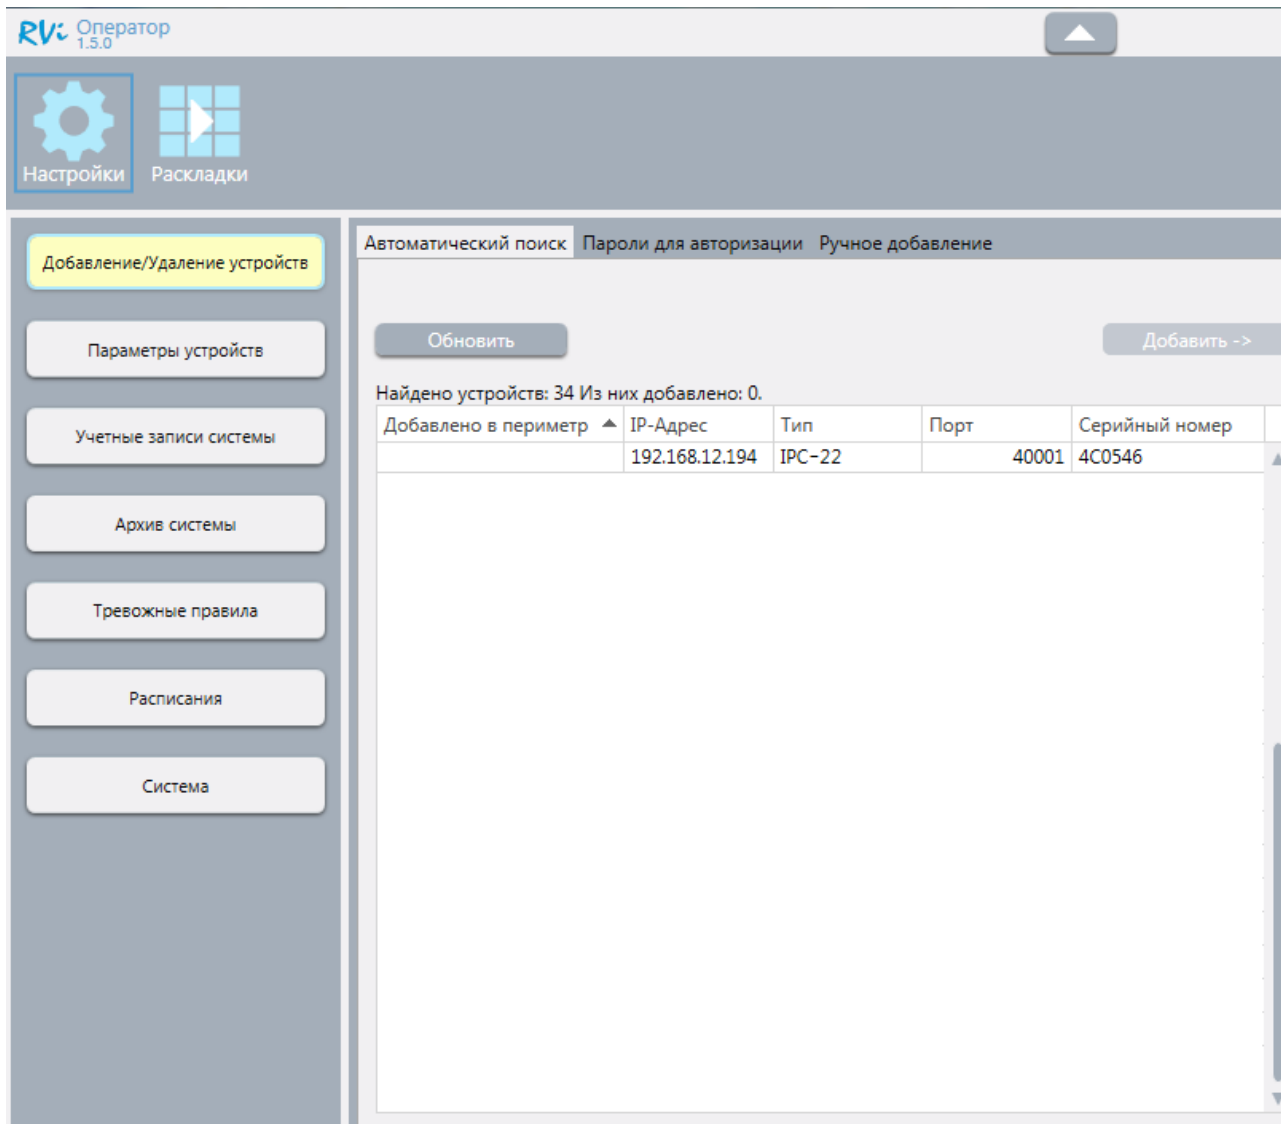 RVi Оператор
1.5.0
Настройки Раскладки
Добавление/Удаление устройств
Параметры устройств
Учетные записи системы
Архив системы
Тревожные правила
Расписания
Система
Автоматический поиск Пароли для авторизации Ручное добавление
Обновить Добавить ->
Найдено устройств: 34 Из них добавлено: 0.
Добавлено в периметр IP-Адрес Тип Порт Серийный номер
192.168.12.194 IPC-22 40001 4C0546